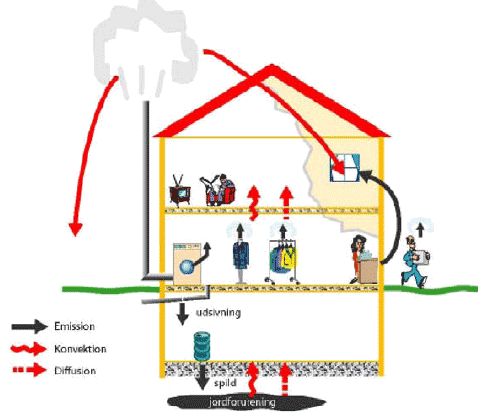 udsivning
Emission
Konvektion
Diffusion
spild
jordforurening